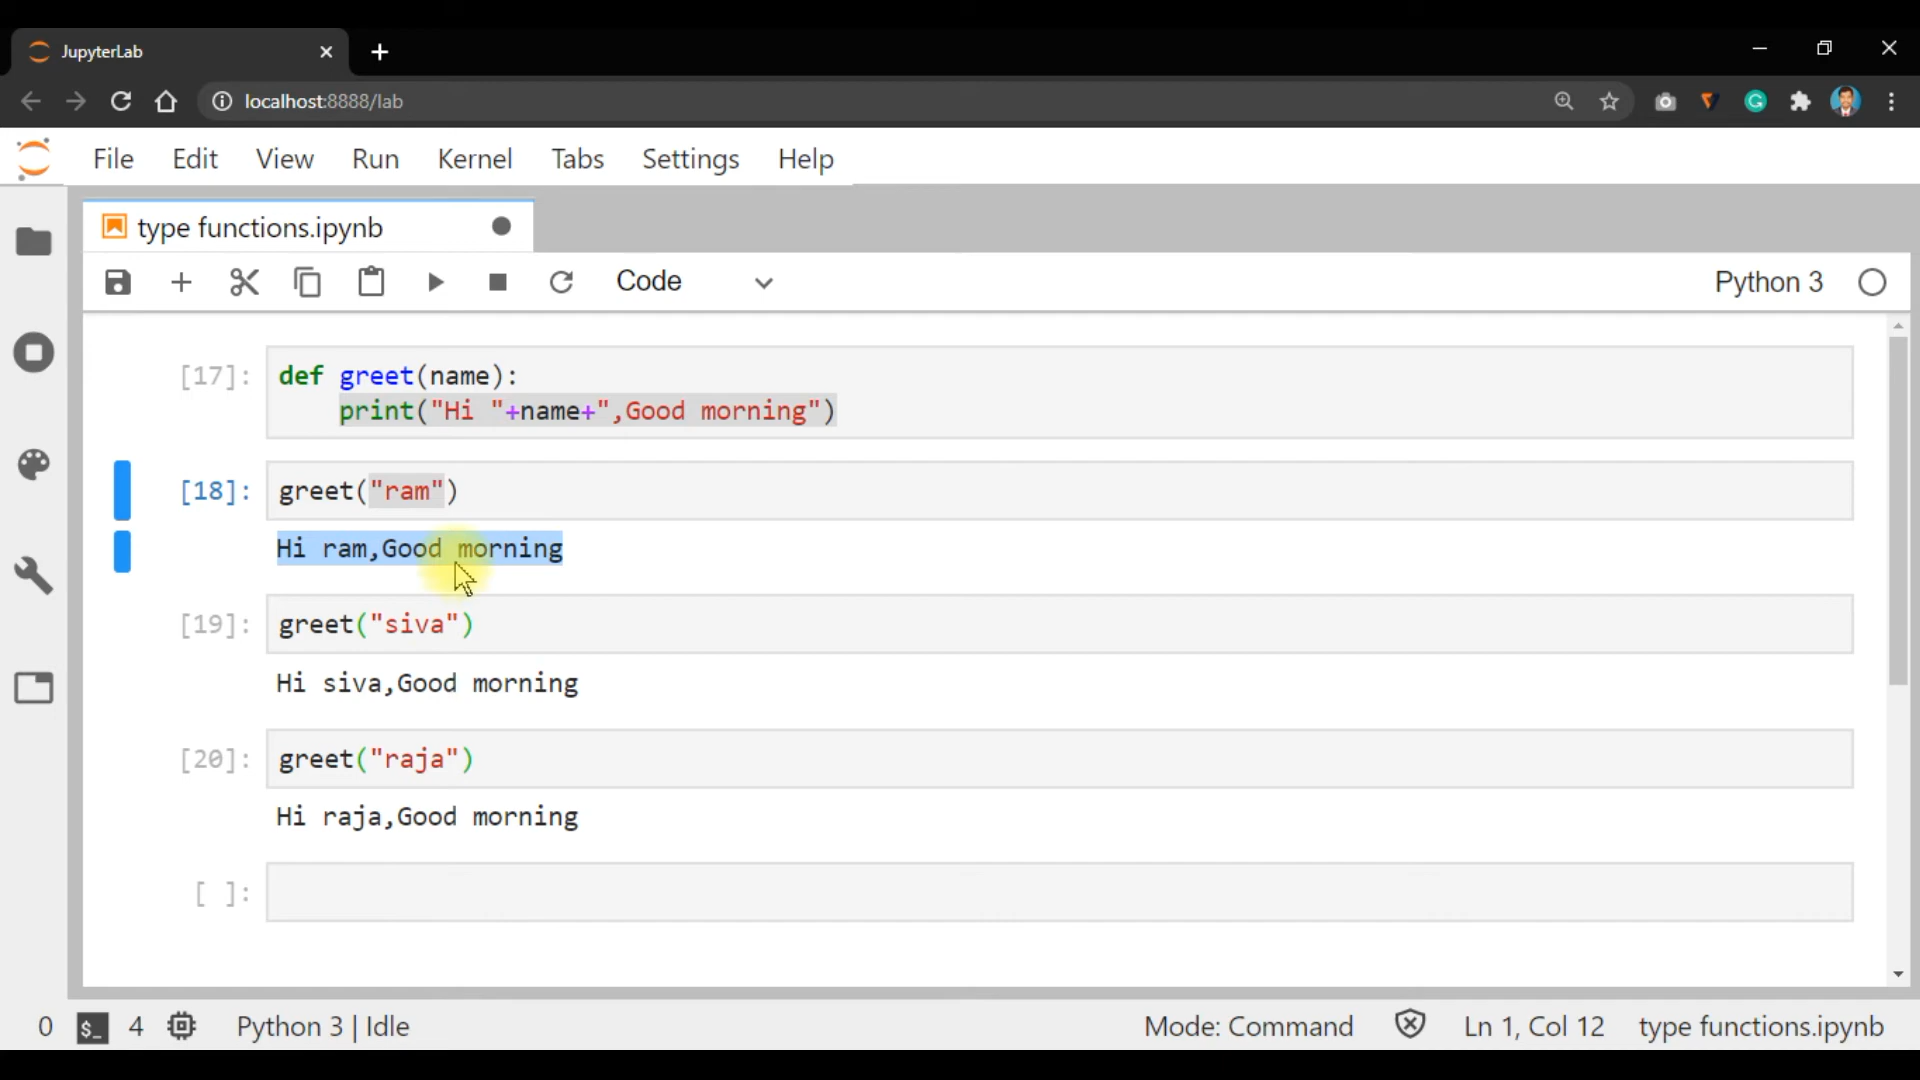 JupyterLab
localhost:8888/lab
File Edit View Run Kernel Tabs Settings Help
type functions.ipynb
Code Python 3
[17]: def greet(name):
print("Hi "+name+",Good morning")
[18]: greet("ram")
Hi ram,Good morning
[19]: greet("siva")
Hi siva,Good morning
[20]: greet("raja")
Hi raja,Good morning
[ ]:
0 $_ 4 Python 3 | Idle Mode: Command Ln 1, Col 12 type functions.ipynb